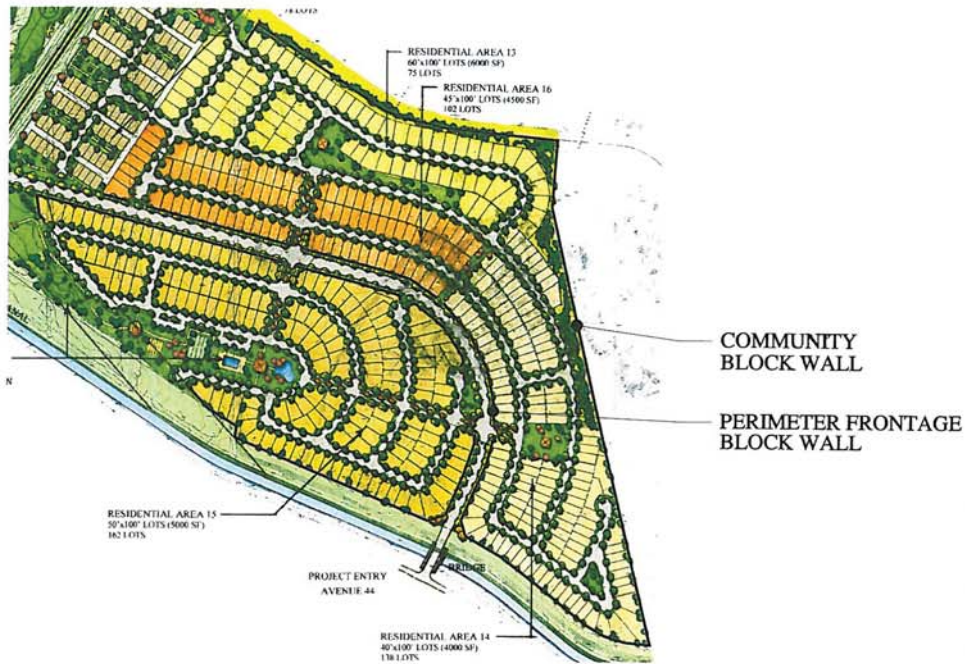 RESIDENTIAL AREA 13
60'x100' LOTS (6000 SF)
75 LOTS
RESIDENTIAL AREA 16
45'x100' LOTS (4500 SF)
102 LOTS
COMMUNITY
BLOCK WALL
PERIMETER FRONTAGE
BLOCK WALL
N
RESIDENTIAL AREA 15
50'x100' LOTS (5000 SF)
162 LOTS
PROJECT ENTRY
AVENUE 44
BRIDGE
RESIDENTIAL AREA 14
40'x100' LOTS (4000 SF)
138 LOTS